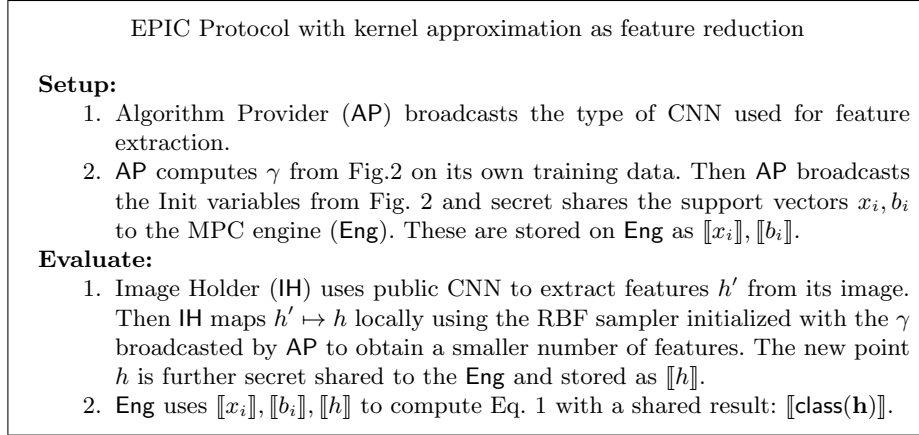 EPIC Protocol with kernel approximation as feature reduction
Setup:
1. Algorithm Provider (AP) broadcasts the type of CNN used for feature
extraction.
2. AP computes γ from Fig.2 on its own training data. Then AP broadcasts
the Init variables from Fig. 2 and secret shares the support vectors x_i, b_i
to the MPC engine (Eng). These are stored on Eng as ⟦x_i⟧, ⟦b_i⟧.
Evaluate:
1. Image Holder (IH) uses public CNN to extract features h′ from its image.
Then IH maps h′ ↦ h locally using the RBF sampler initialized with the γ
broadcasted by AP to obtain a smaller number of features. The new point
h is further secret shared to the Eng and stored as ⟦h⟧.
2. Eng uses ⟦x_i⟧, ⟦b_i⟧, ⟦h⟧ to compute Eq. 1 with a shared result: ⟦class(h)⟧.